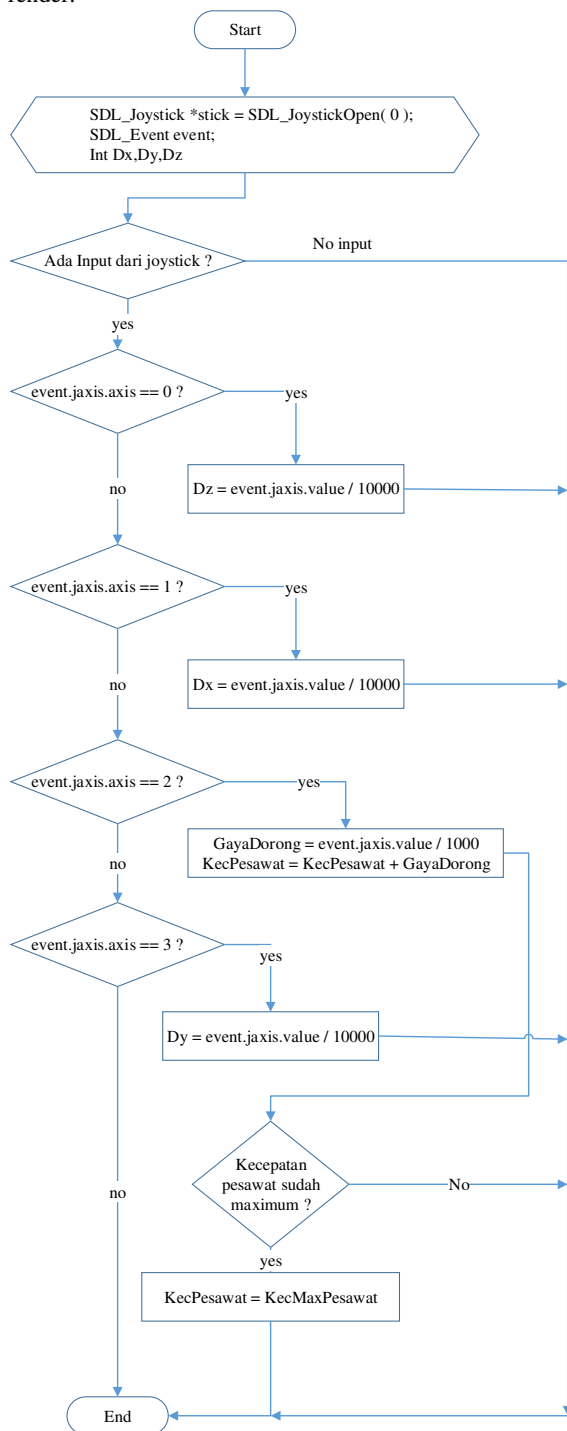 render.
Start
SDL_Joystick *stick = SDL_JoystickOpen( 0 );
SDL_Event event;
Int Dx,Dy,Dz
No input
Ada Input dari joystick ?
yes
event.jaxis.axis == 0 ?
yes
no
Dz = event.jaxis.value / 10000
event.jaxis.axis == 1 ?
yes
no
Dx = event.jaxis.value / 10000
event.jaxis.axis == 2 ?
yes
GayaDorong = event.jaxis.value / 1000
KecPesawat = KecPesawat + GayaDorong
no
event.jaxis.axis == 3 ?
yes
Dy = event.jaxis.value / 10000
Kecepatan
pesawat sudah
maximum ?
No
no
yes
KecPesawat = KecMaxPesawat
End